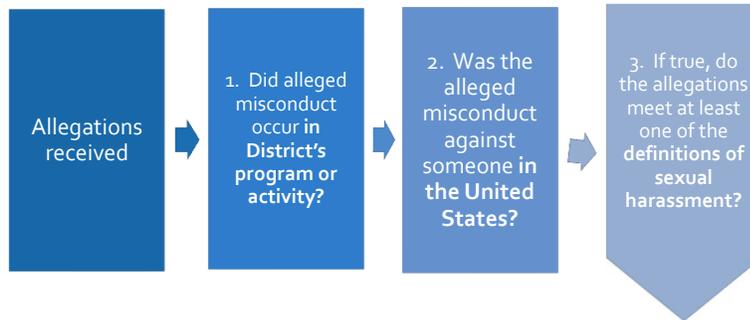 Allegations
received
1. Did alleged
misconduct
occur in
District's
program or
activity?
2. Was the
alleged
misconduct
against
someone in
the United
States?
3. If true, do
the allegations
meet at least
one of the
definitions of
sexual
harassment?